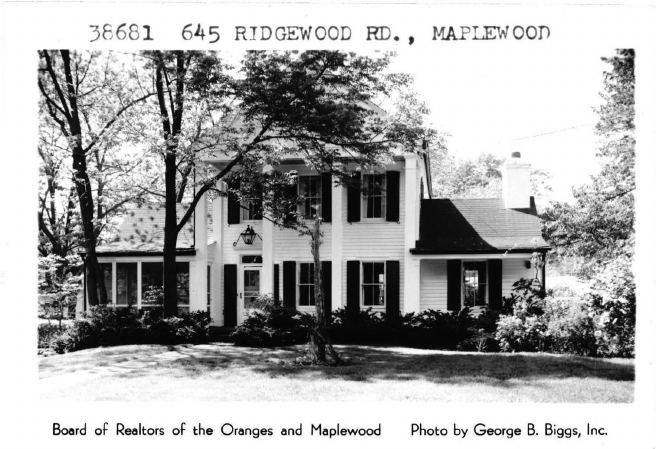 38681 645 RIDGEWOOD RD., MAPLEWOOD
Board of Realtors of the Oranges and Maplewood Photo by George B. Biggs, Inc.